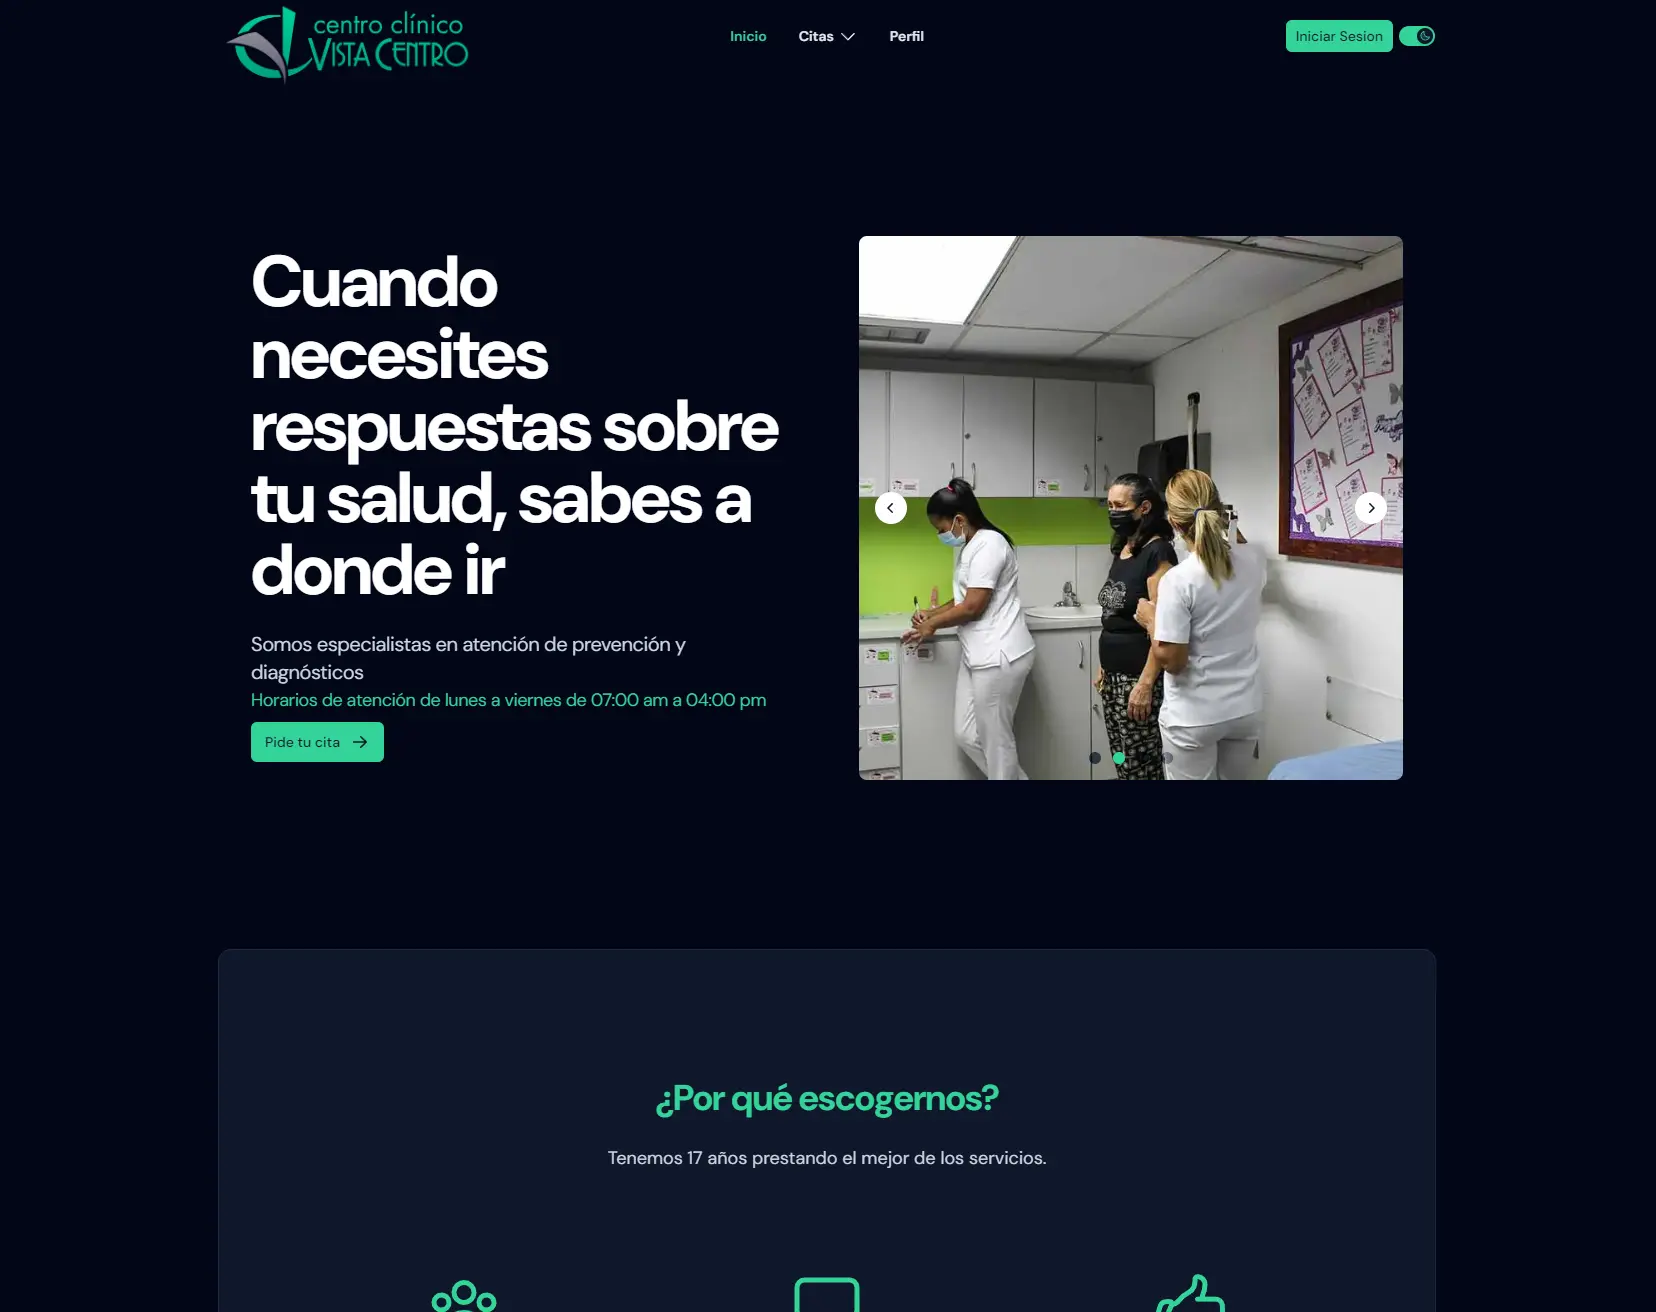 centro clínico
VISTA CENTRO
Inicio
Citas
Perfil
Iniciar Sesion
Cuando
necesites
respuestas sobre
tu salud, sabes a
donde ir
Somos especialistas en atención de prevención y
diagnósticos
Horarios de atención de lunes a viernes de 07:00 am a 04:00 pm
Pide tu cita
¿Por qué escogernos?
Tenemos 17 años prestando el mejor de los servicios.